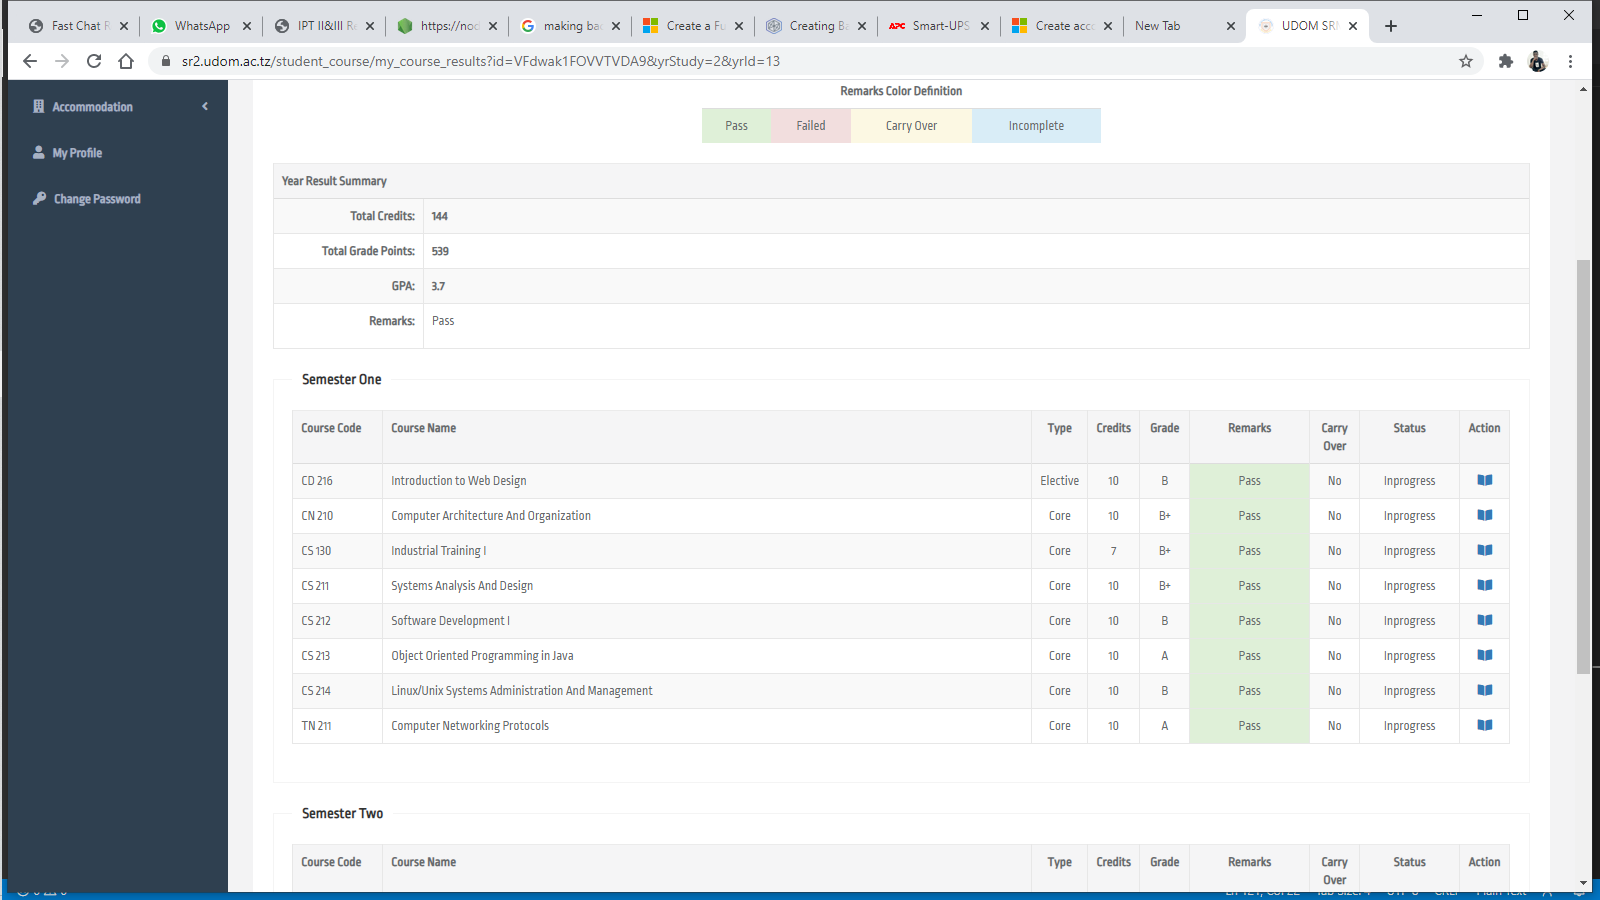 Fast Chat R
WhatsApp
IPT II&III Re
https://nod
making ba
Create a Fu
Creating Ba
APC Smart-UPS
Create acco
New Tab
UDOM SRM
sr2.udom.ac.tz/student_course/my_course_results?id=VFdwak1FOVVTVDA9&yrStudy=2&yrId=13
Accommodation
My Profile
Change Password
Remarks Color Definition
Pass Failed Carry Over Incomplete
Year Result Summary
Total Credits: 144
Total Grade Points: 539
GPA: 3.7
Remarks: Pass
Semester One
Course Code Course Name Type Credits Grade Remarks Carry Over Status Action
CD 216 Introduction to Web Design Elective 10 B Pass No Inprogress
CN 210 Computer Architecture And Organization Core 10 B+ Pass No Inprogress
CS 130 Industrial Training I Core 7 B+ Pass No Inprogress
CS 211 Systems Analysis And Design Core 10 B+ Pass No Inprogress
CS 212 Software Development I Core 10 B Pass No Inprogress
CS 213 Object Oriented Programming in Java Core 10 A Pass No Inprogress
CS 214 Linux/Unix Systems Administration And Management Core 10 B Pass No Inprogress
TN 211 Computer Networking Protocols Core 10 A Pass No Inprogress
Semester Two
Course Code Course Name Type Credits Grade Remarks Carry Over Status Action